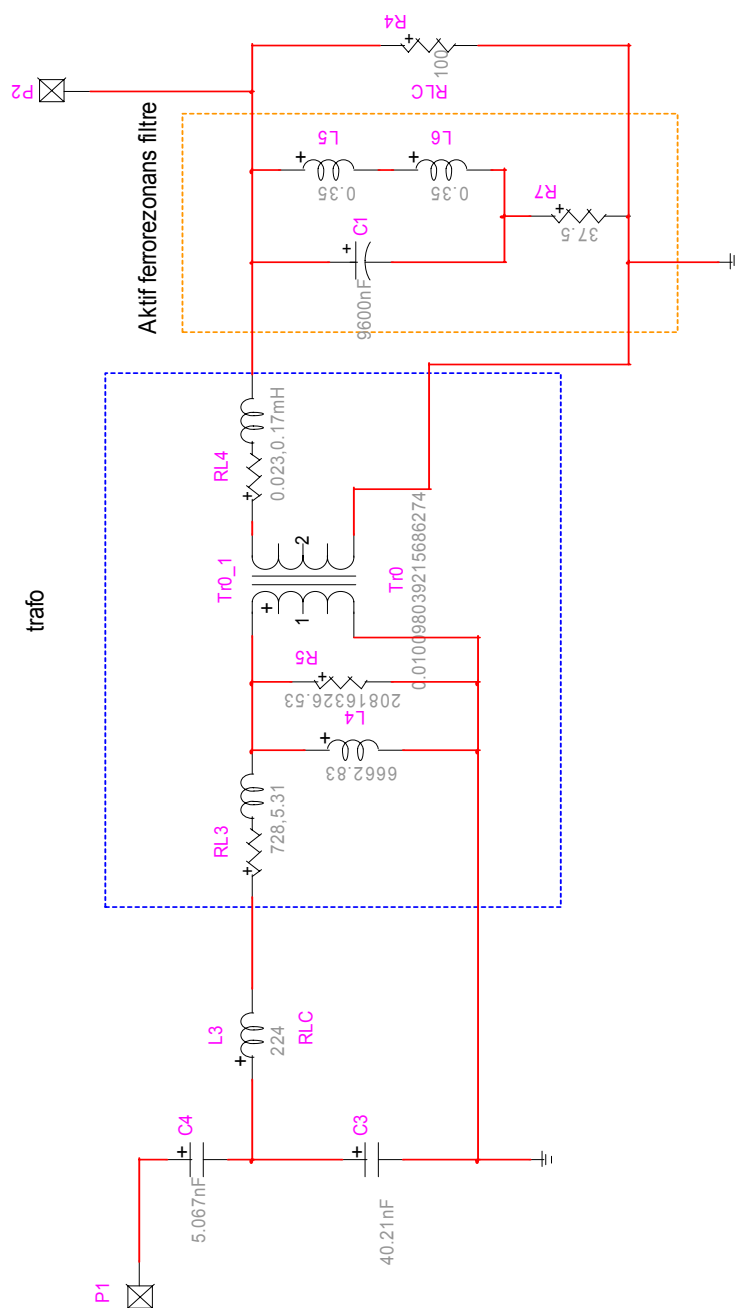 P1
C4
+
5.067nF
C3
+
40.21nF
L3
+
224
RLC
trafo
RL3
+
728,5.31
L4
+
6662.83
R5
+
20816326.53
Tr0_1
+
1
2
Tr0
0.010098039215686274
RL4
+
0.023,0.17mH
Aktif ferrorezonans filtre
C1
+
9600nF
L5
+
0.35
L6
+
0.35
R7
+
37.5
RLC
R4
+
100
P2